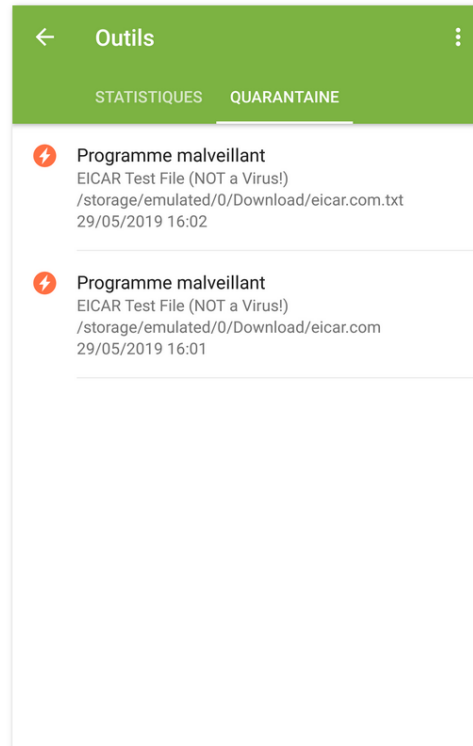 Outils
STATISTIQUES QUARANTAINE
Programme malveillant
EICAR Test File (NOT a Virus!)
/storage/emulated/0/Download/eicar.com.txt
29/05/2019 16:02
Programme malveillant
EICAR Test File (NOT a Virus!)
/storage/emulated/0/Download/eicar.com
29/05/2019 16:01